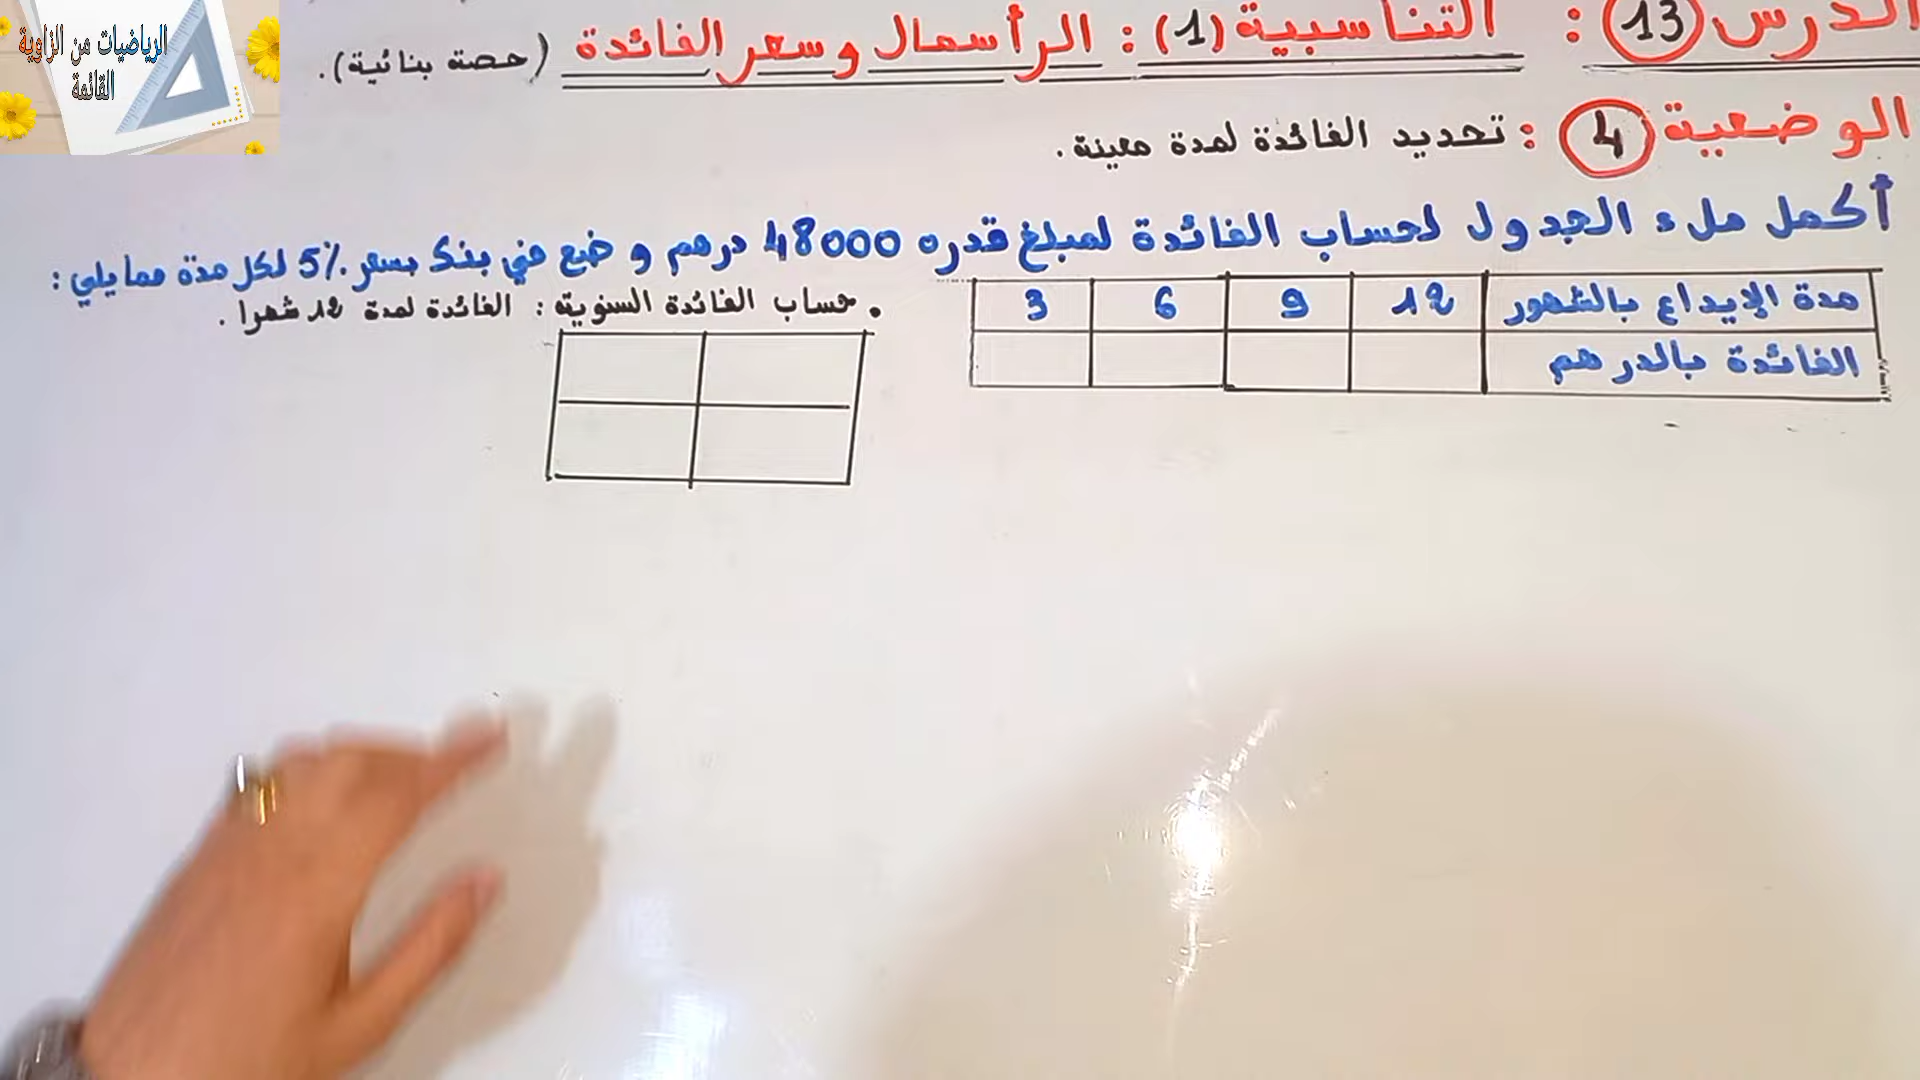 الرياضيات من الزاوية
القائمة
الدرس 13 : التناسبية (1) : الرأسمال وسعر الفائدة (حصة بنائية).
الوضعية 4 : تحديد الفائدة لمدة معينة.
أكمل ملء الجدول لحساب الفائدة لمبلغ قدره 48000 درهم وضع في بنك بسعر 5% لكل مدة مما يلي :
مدة الإيداع بالشهور 12 9 6 3
الفائدة بالدرهم
. حساب الفائدة السنوية : الفائدة لمدة 12 شهرا .